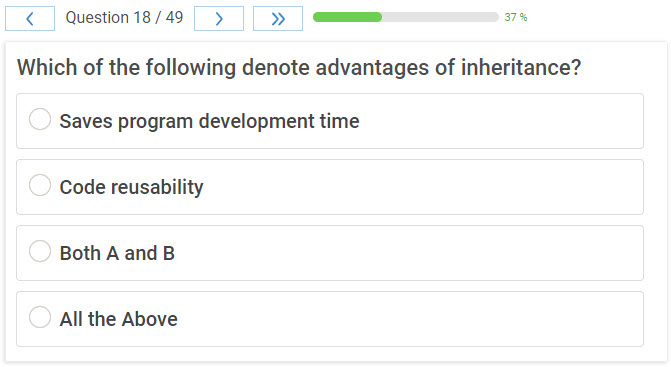 Question 18 / 49
37 %
Which of the following denote advantages of inheritance?
Saves program development time
Code reusability
Both A and B
All the Above